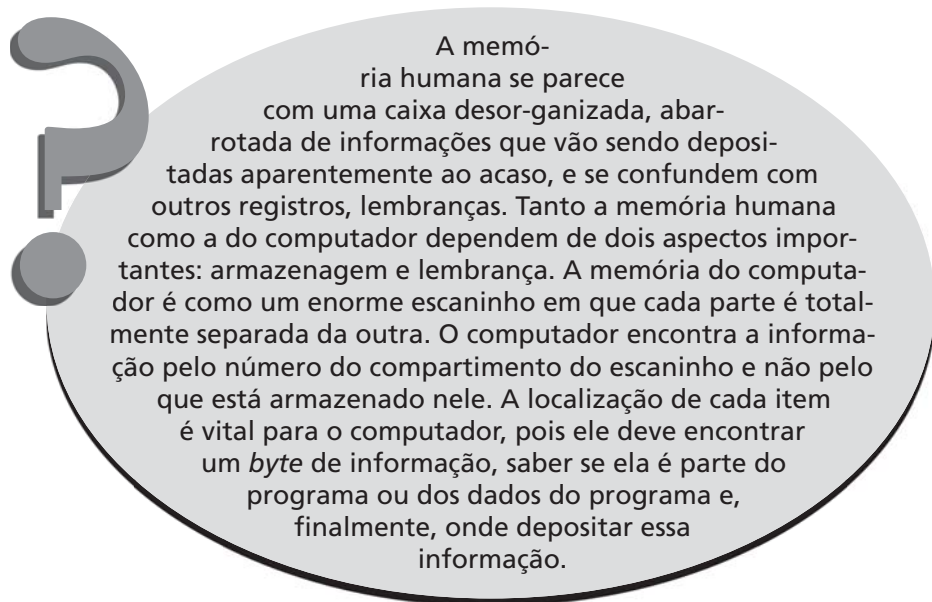 A memó-
ria humana se parece
com uma caixa desor-ganizada, abar-
rotada de informações que vão sendo deposi-
tadas aparentemente ao acaso, e se confundem com
outros registros, lembranças. Tanto a memória humana
como a do computador dependem de dois aspectos impor-
tantes: armazenagem e lembrança. A memória do computa-
dor é como um enorme escaninho em que cada parte é total-
mente separada da outra. O computador encontra a informa-
ção pelo número do compartimento do escaninho e não pelo
que está armazenado nele. A localização de cada item
é vital para o computador, pois ele deve encontrar
um byte de informação, saber se ela é parte do
programa ou dos dados do programa e,
finalmente, onde depositar essa
informação.